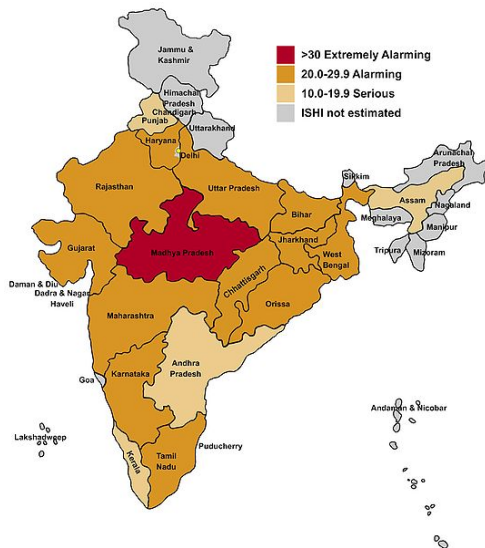 Jammu &
Kashmir
>30 Extremely Alarming
20.0-29.9 Alarming
10.0-19.9 Serious
ISHI not estimated
Himachal
Pradesh
Chandigarh
Punjab
Uttarakhand
Haryana
Delhi
Rajasthan
Uttar Pradesh
Sikkim
Arunachal
Pradesh
Assam
Nagaland
Meghalaya
Manipur
Tripura
Mizoram
Bihar
Jharkhand
West
Bengal
Gujarat
Madhya Pradesh
Chhattisgarh
Orissa
Daman & Diu
Dadra & Nagar
Haveli
Maharashtra
Andhra
Pradesh
Karnataka
Goa
Andaman & Nicobar
Lakshadweep
Kerala
Tamil
Nadu
Puducherry